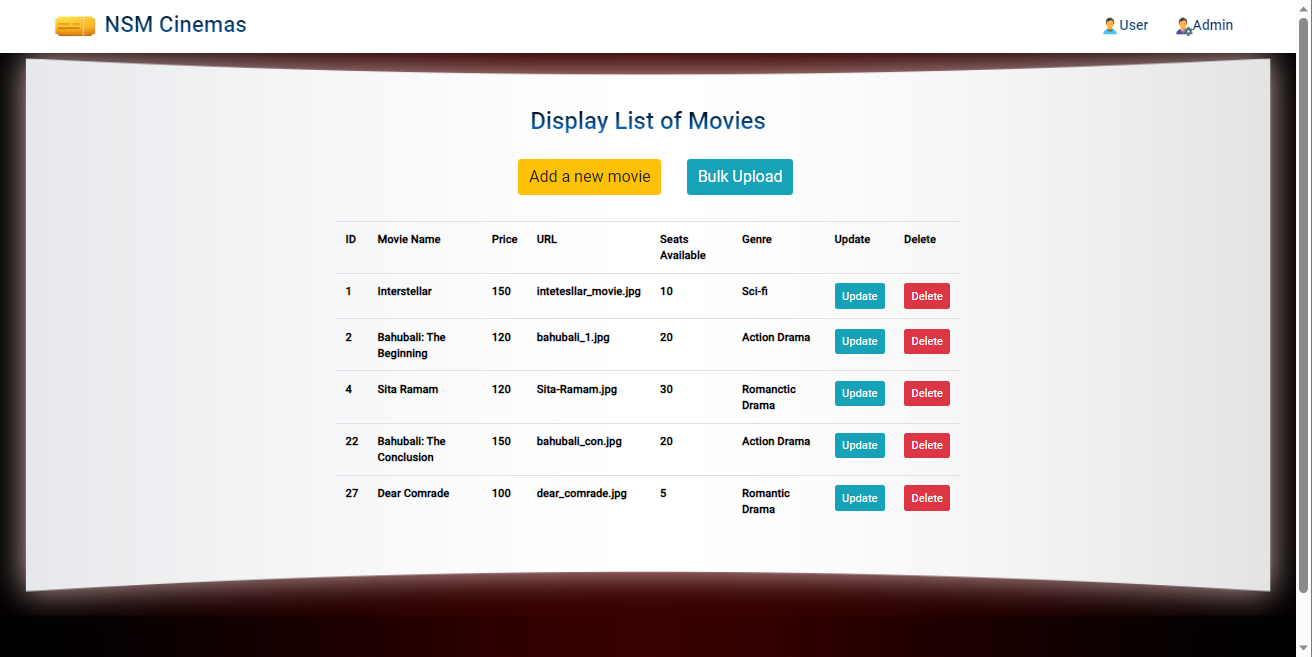 NSM Cinemas
User
Admin
Display List of Movies
Add a new movie
Bulk Upload
ID Movie Name Price URL Seats Available Genre Update Delete
1 Interstellar 150 intetesllar_movie.jpg 10 Sci-fi Update Delete
2 Bahubali: The Beginning 120 bahubali_1.jpg 20 Action Drama Update Delete
4 Sita Ramam 120 Sita-Ramam.jpg 30 Romanctic Drama Update Delete
22 Bahubali: The Conclusion 150 bahubali_con.jpg 20 Action Drama Update Delete
27 Dear Comrade 100 dear_comrade.jpg 5 Romantic Drama Update Delete